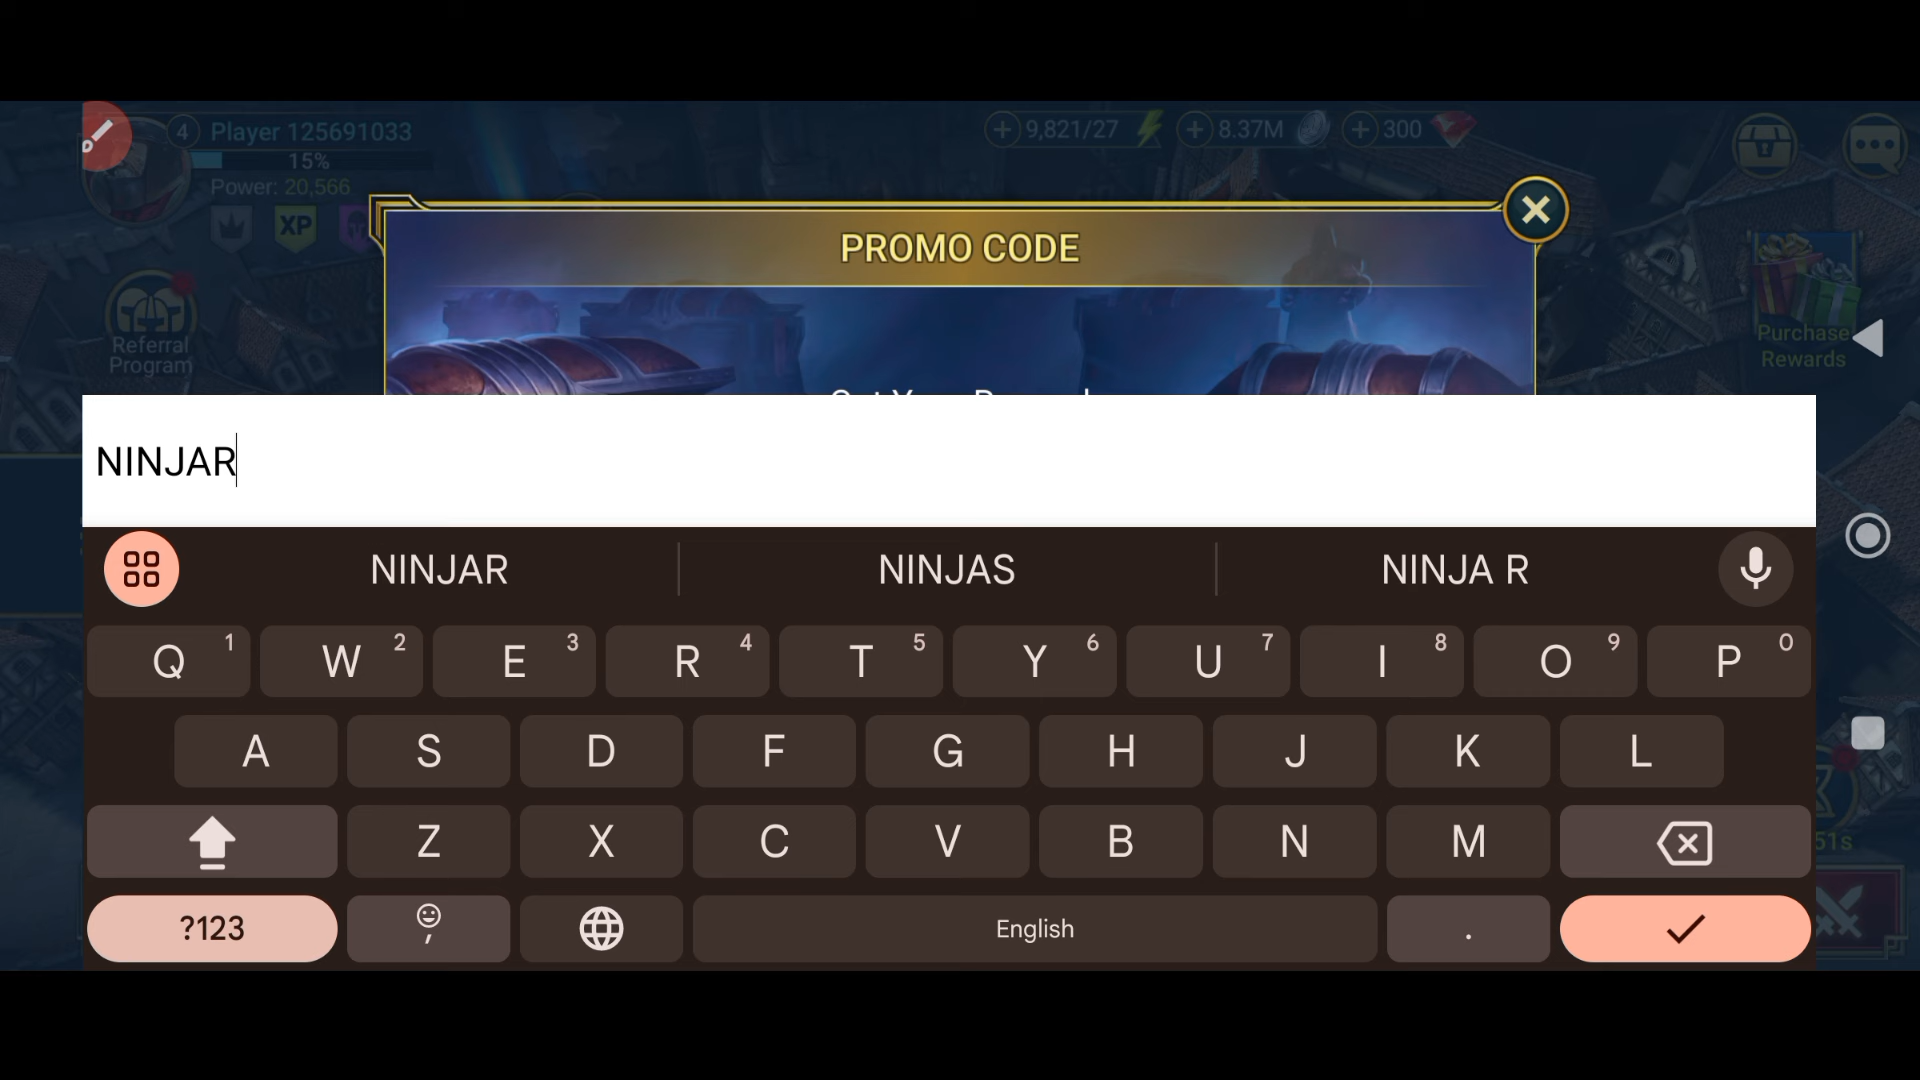 4 Player 125691033
9,821/27
8.37M
300
15%
Power: 20,566
XP
PROMO CODE
Referral
Program
Purchase
Rewards
NINJAR
NINJAR NINJAS NINJA R
Q 1 W 2 E 3 R 4 T 5 Y 6 U 7 I 8 O 9 P 0
A S D F G H J K L
Z X C V B N M
51s
?123 , English .